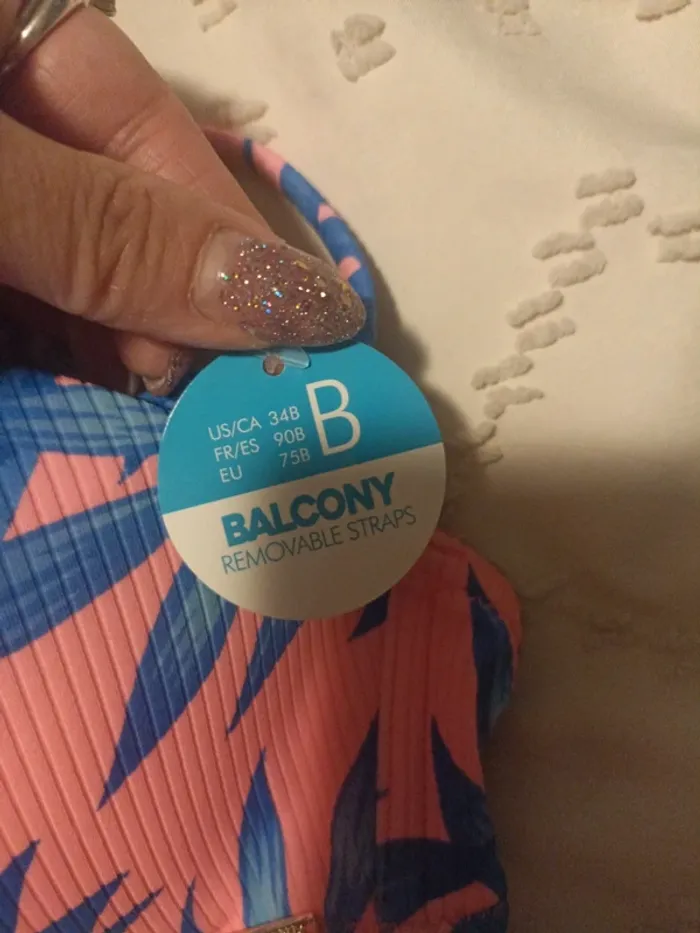 US/CA 34B
FR/ES 90B
EU 75B
B
BALCONY
REMOVABLE STRAPS